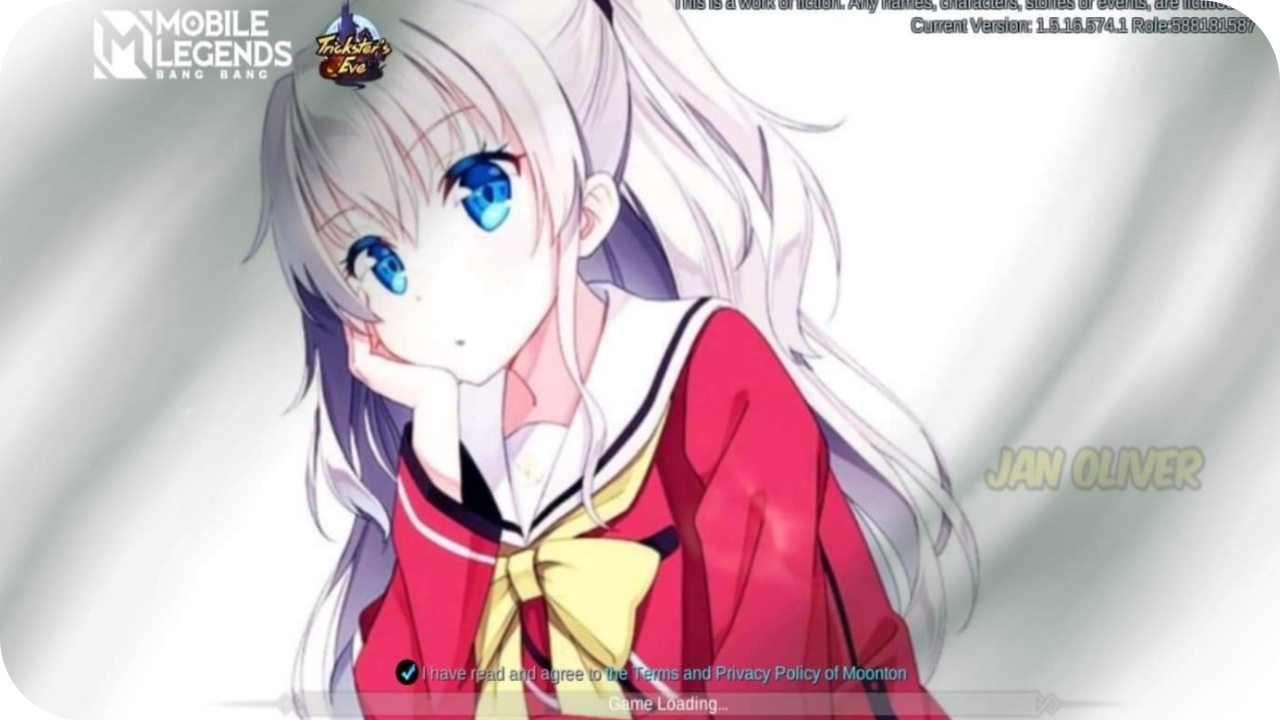 MOBILE
LEGENDS
BANG BANG
Trickster's
Eve
This is a work of fiction. Any names, characters, stories or events, are
Current Version: 1.5.16.574.1 Role:588181587
JAN OLIVER
I have read and agree to the Terms and Privacy Policy of Moonton
Game Loading...